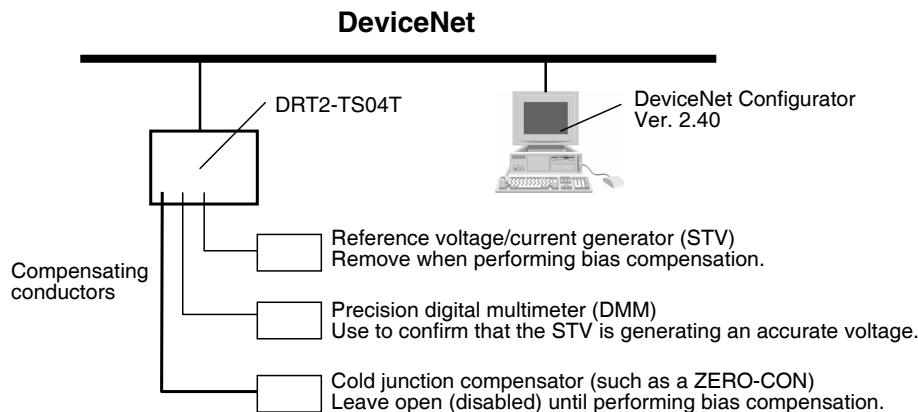 DeviceNet
DRT2-TS04T
DeviceNet Configurator
Ver. 2.40
Reference voltage/current generator (STV)
Remove when performing bias compensation.
Compensating
conductors
Precision digital multimeter (DMM)
Use to confirm that the STV is generating an accurate voltage.
Cold junction compensator (such as a ZERO-CON)
Leave open (disabled) until performing bias compensation.